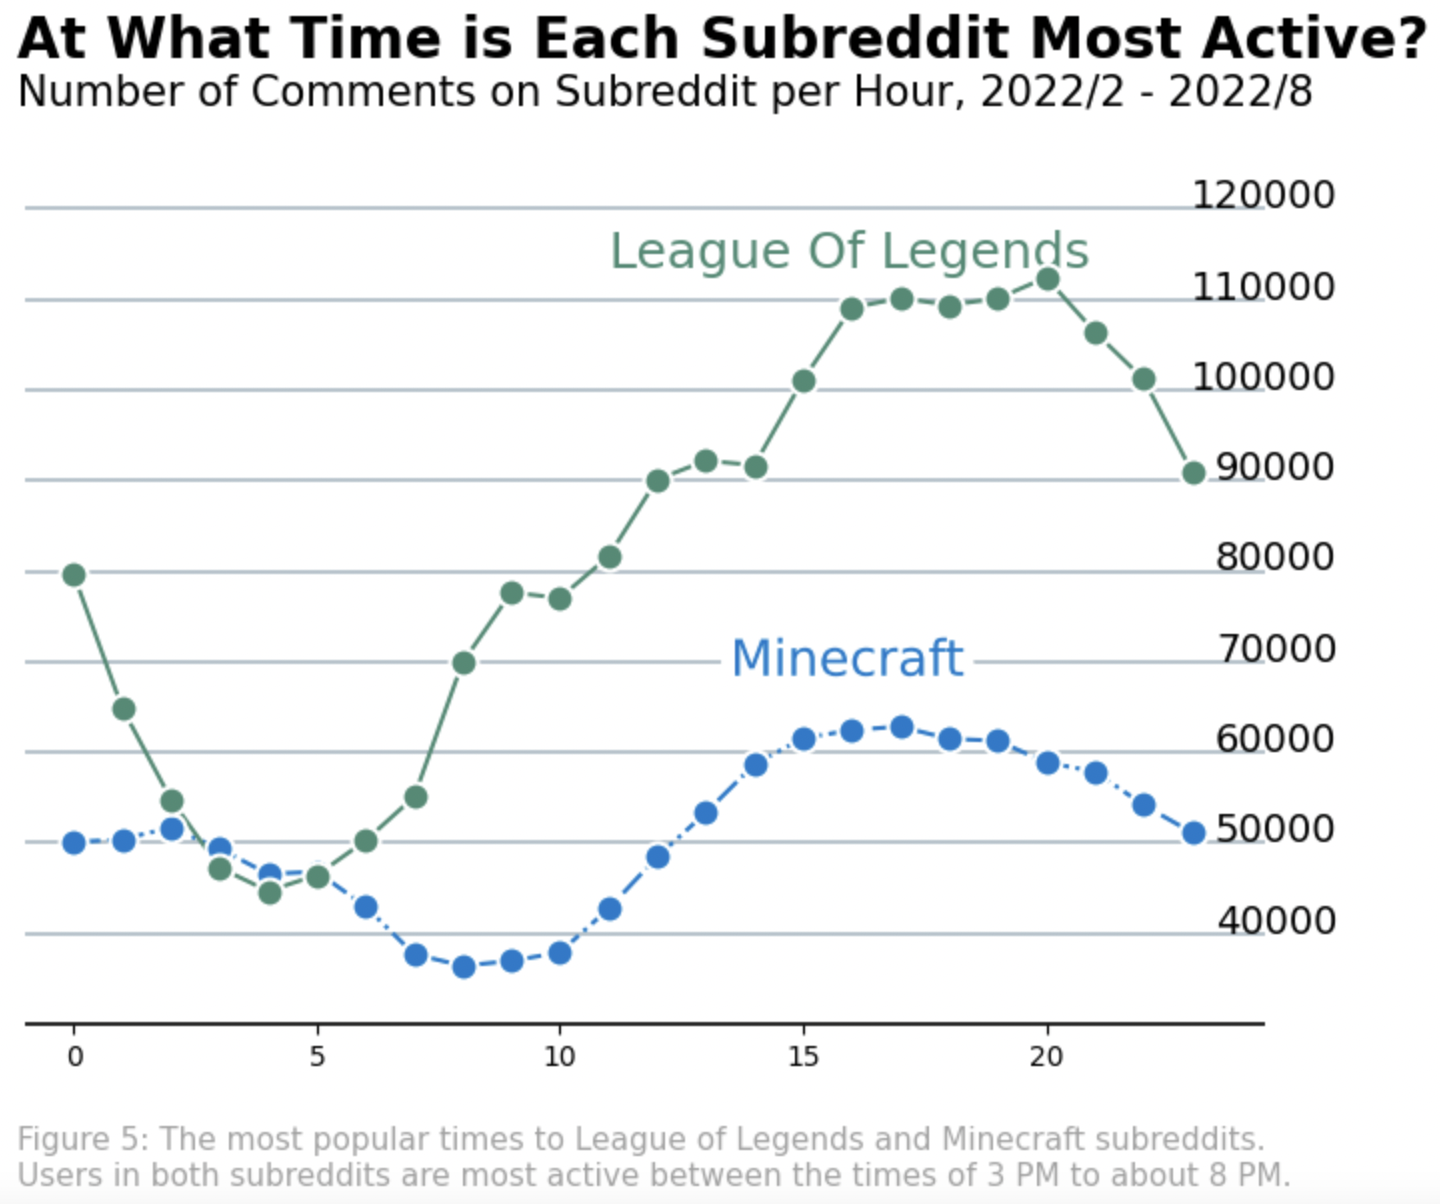 At What Time is Each Subreddit Most Active?
Number of Comments on Subreddit per Hour, 2022/2 - 2022/8
120000
League Of Legends
110000
100000
90000
80000
70000
Minecraft
60000
50000
40000
0 5 10 15 20
Figure 5: The most popular times to League of Legends and Minecraft subreddits.
Users in both subreddits are most active between the times of 3 PM to about 8 PM.